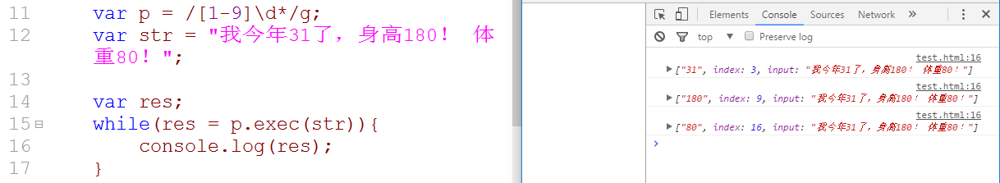 11 var p = /[1-9]\d*/g;
12 var str = "我今年31了，身高180！ 体
重80！";
13
14 var res;
15 while(res = p.exec(str)){
16 console.log(res);
17 }
Elements Console Sources Network »
top ▼ Preserve log
test.html:16
▶ ["31", index: 3, input: "我今年31了，身高180！ 体重80！"]
test.html:16
▶ ["180", index: 9, input: "我今年31了，身高180！ 体重80！"]
test.html:16
▶ ["80", index: 16, input: "我今年31了，身高180！ 体重80！"]
>